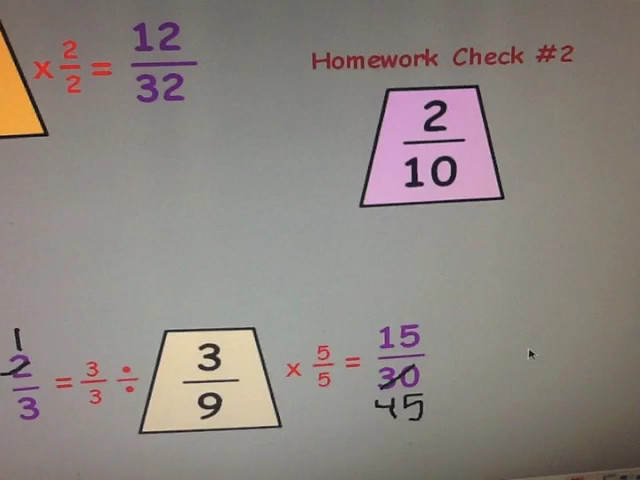 x 2/2 = 12/32
Homework Check #2
2/10
1
2/3 = 3/3 ÷ 3/9 x 5/5 = 15/30
45